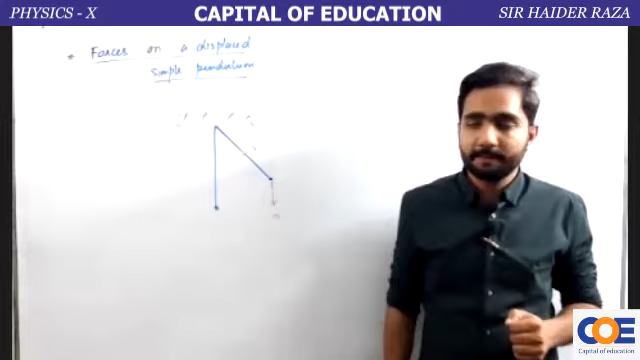 PHYSICS - X
CAPITAL OF EDUCATION
SIR HAIDER RAZA
* Forces on a displaced
simple pendulum
COE
Capital of education